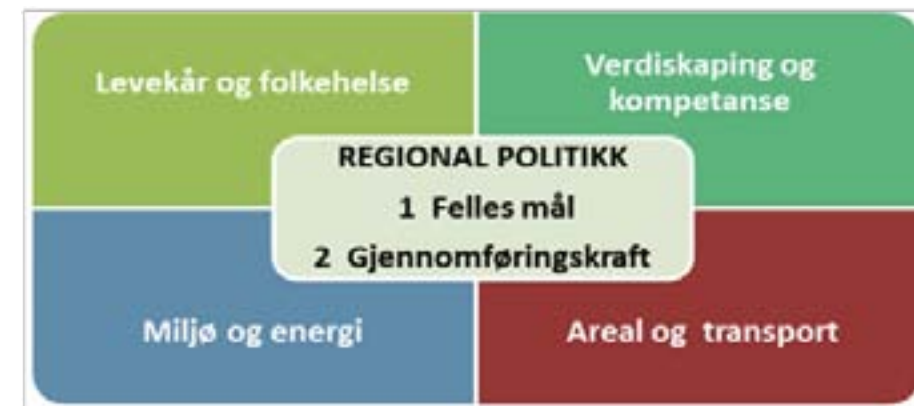 Levekår og folkehelse
Verdiskaping og
kompetanse
REGIONAL POLITIKK
1 Felles mål
2 Gjennomføringskraft
Miljø og energi
Areal og transport